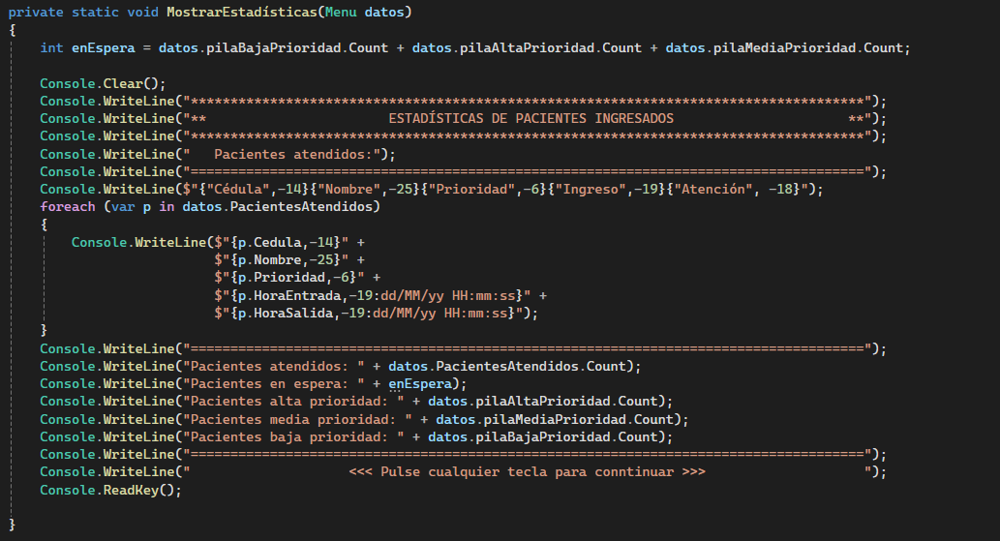 private static void MostrarEstadisticas(Menu datos)
{
    int enEspera = datos.pilaBajaPrioridad.Count + datos.pilaAltaPrioridad.Count + datos.pilaMediaPrioridad.Count;
    Console.Clear();
    Console.WriteLine("*************************************************************************************");
    Console.WriteLine("**                       ESTADÍSTICAS DE PACIENTES INGRESADOS                      **");
    Console.WriteLine("*************************************************************************************");
    Console.WriteLine("   Pacientes atendidos:");
    Console.WriteLine("=====================================================================================");
    Console.WriteLine($"{"Cédula",-14}{"Nombre",-25}{"Prioridad",-6}{"Ingreso",-19}{"Atención", -18}");
    foreach (var p in datos.PacientesAtendidos)
    {
        Console.WriteLine($"{p.Cedula,-14}" +
                          $"{p.Nombre,-25}" +
                          $"{p.Prioridad,-6}" +
                          $"{p.HoraEntrada,-19:dd/MM/yy HH:mm:ss}" +
                          $"{p.HoraSalida,-19:dd/MM/yy HH:mm:ss}");
    }
    Console.WriteLine("=====================================================================================");
    Console.WriteLine("Pacientes atendidos: " + datos.PacientesAtendidos.Count);
    Console.WriteLine("Pacientes en espera: " + enEspera);
    Console.WriteLine("Pacientes alta prioridad: " + datos.pilaAltaPrioridad.Count);
    Console.WriteLine("Pacientes media prioridad: " + datos.pilaMediaPrioridad.Count);
    Console.WriteLine("Pacientes baja prioridad: " + datos.pilaBajaPrioridad.Count);
    Console.WriteLine("=====================================================================================");
    Console.WriteLine("                    <<< Pulse cualquier tecla para conntinuar >>>                    ");
    Console.ReadKey();
}